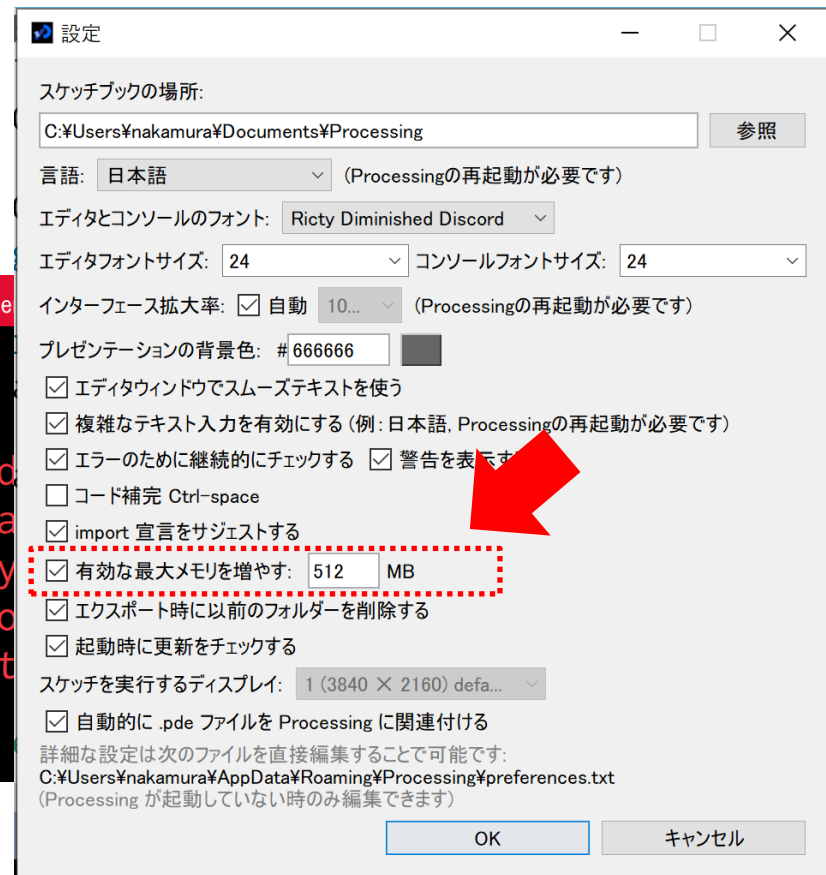 設定
スケッチブックの場所:
C:¥Users¥nakamura¥Documents¥Processing 参照
言語: 日本語 (Processingの再起動が必要です)
エディタとコンソールのフォント: Ricty Diminished Discord
エディタフォントサイズ: 24 コンソールフォントサイズ: 24
インターフェース拡大率: 自動 10... (Processingの再起動が必要です)
プレゼンテーションの背景色: # 666666
エディタウィンドウでスムーズテキストを使う
複雑なテキスト入力を有効にする (例: 日本語, Processingの再起動が必要です)
エラーのために継続的にチェックする 警告を表示す
コード補完 Ctrl-space
import 宣言をサジェストする
有効な最大メモリを増やす: 512 MB
エクスポート時に以前のフォルダーを削除する
起動時に更新をチェックする
スケッチを実行するディスプレイ: 1 (3840 × 2160) defa...
自動的に .pde ファイルを Processing に関連付ける
詳細な設定は次のファイルを直接編集することで可能です:
C:¥Users¥nakamura¥AppData¥Roaming¥Processing¥preferences.txt
(Processing が起動していない時のみ編集できます)
OK キャンセル